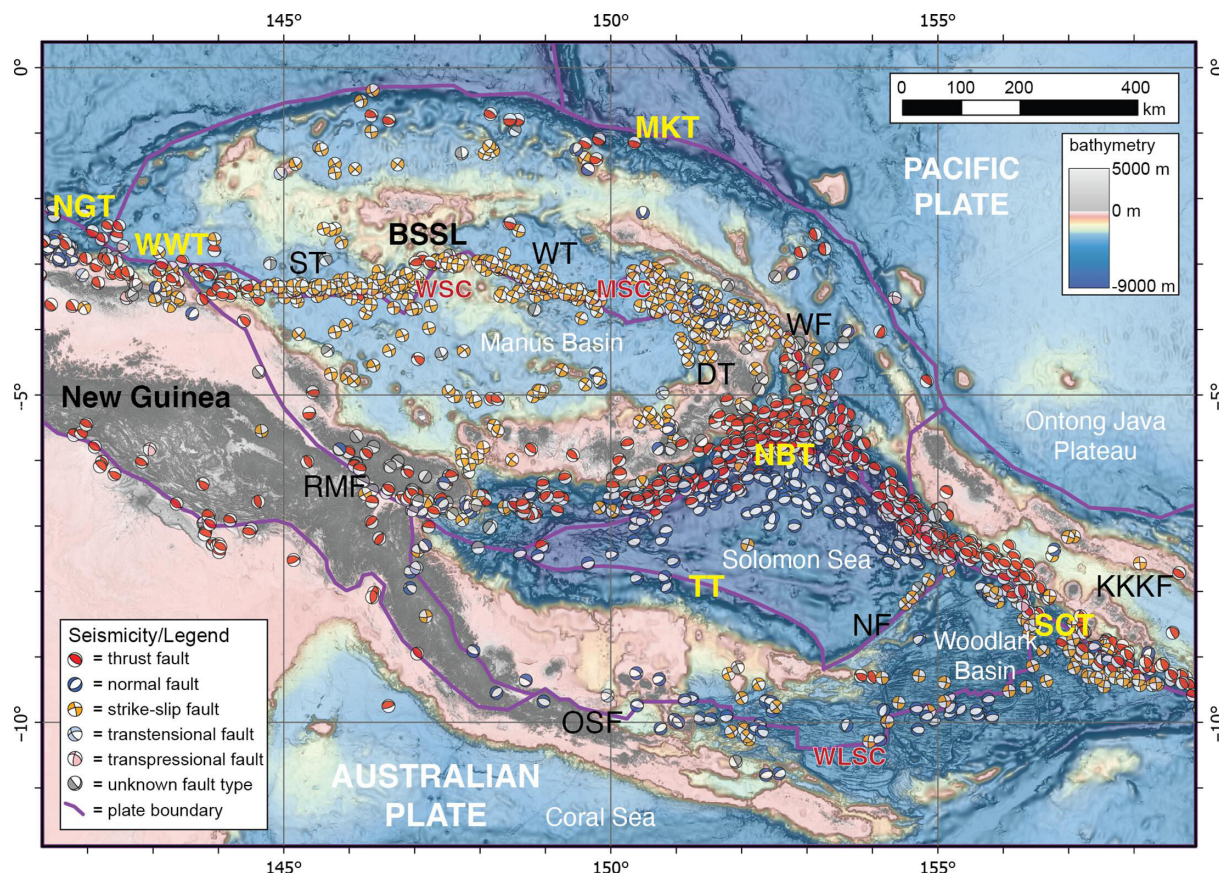 145°
150°
155°
0°
0°
0
100
200
400
km
MKT
bathymetry
5000 m
0 m
-9000 m
PACIFIC
PLATE
NGT
WWT
BSSL
ST
WT
WSC
MSC
Manus Basin
WF
DT
-5°
-5°
New Guinea
Ontong Java
Plateau
NBT
RMF
Solomon Sea
TT
KKKF
NF
SCT
Woodlark
Basin
Seismicity/Legend
= thrust fault
= normal fault
= strike-slip fault
= transtensional fault
= transpressional fault
= unknown fault type
= plate boundary
-10°
-10°
OSF
WLSC
AUSTRALIAN
PLATE
Coral Sea
145°
150°
155°